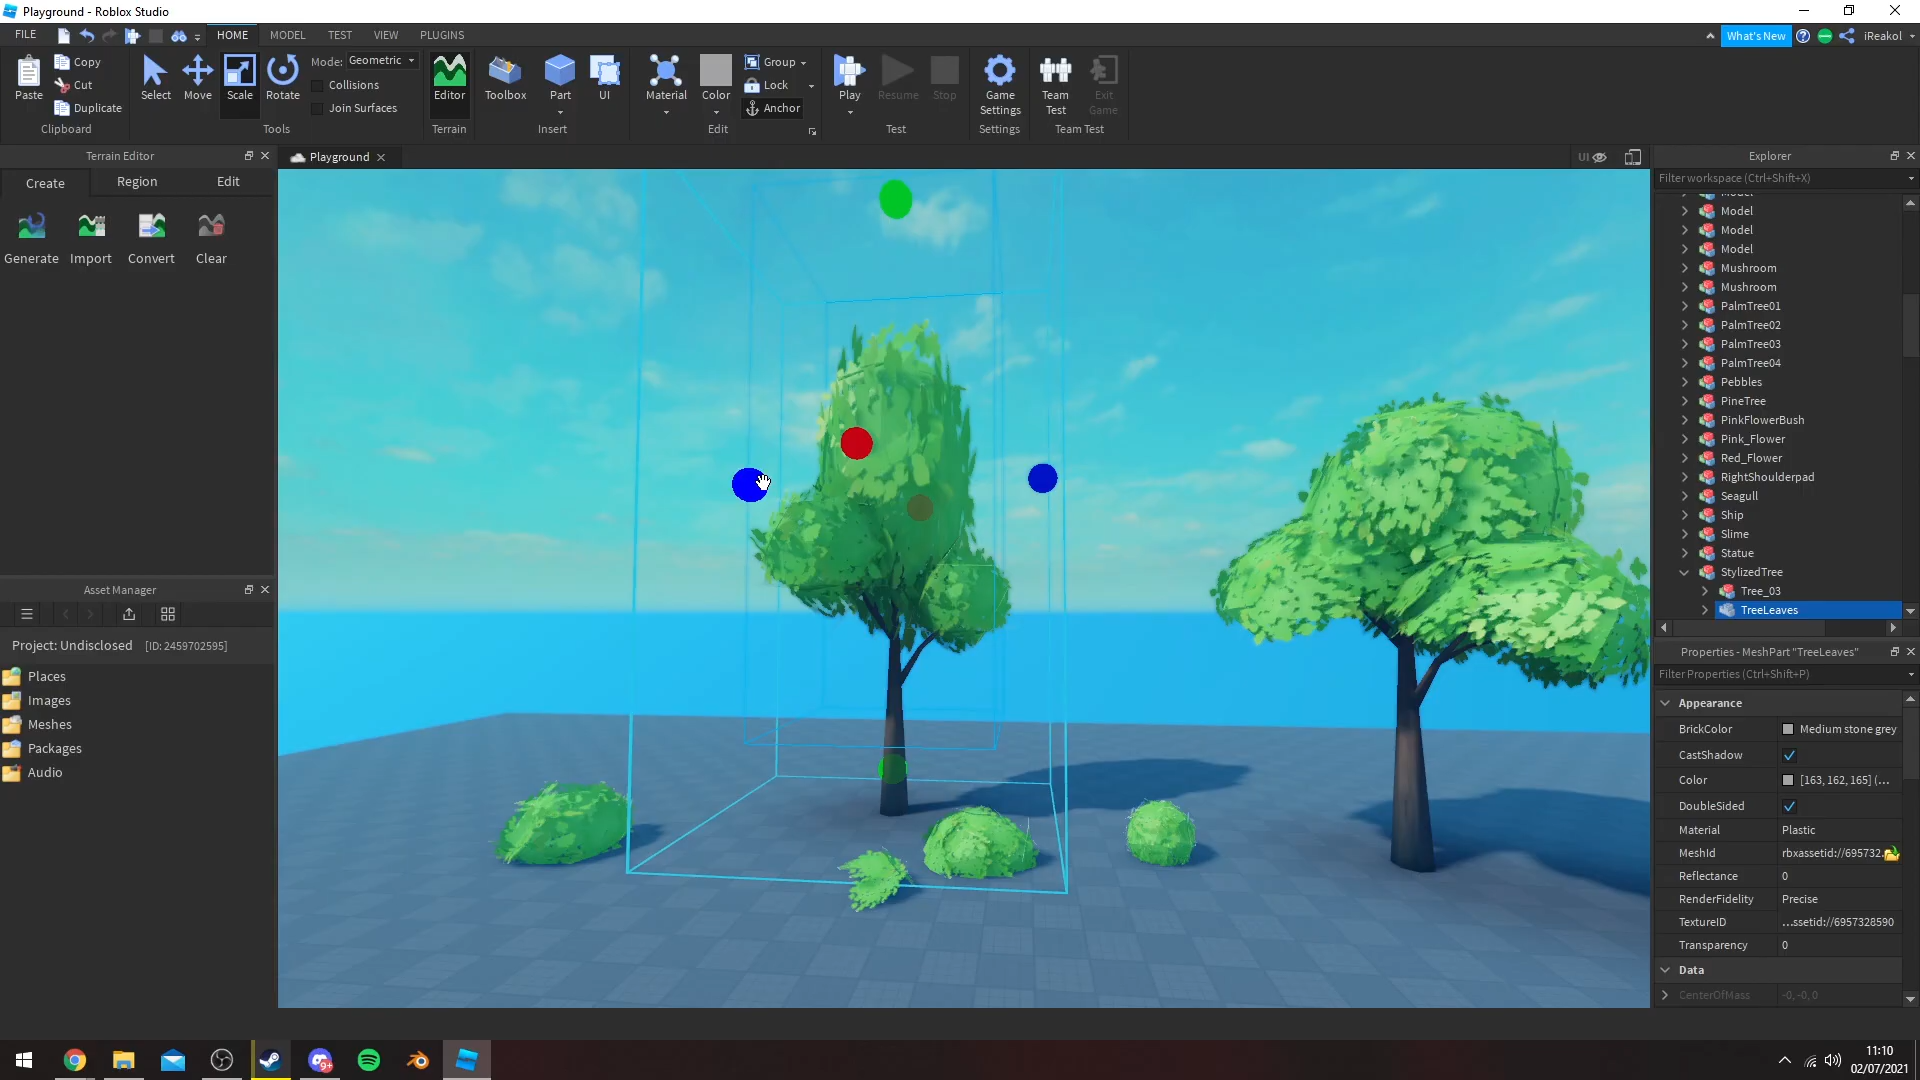 Playground - Roblox Studio
FILE
HOME
MODEL
TEST
VIEW
PLUGINS
What's New
iReakol
Paste
Copy
Cut
Duplicate
Clipboard
Select
Move
Scale
Rotate
Mode: Geometric
Collisions
Join Surfaces
Tools
Editor
Terrain
Toolbox
Part
UI
Insert
Material
Color
Group
Lock
Anchor
Edit
Play
Resume
Stop
Test
Game Settings
Settings
Team Test
Exit Game
Team Test
Terrain Editor
Create
Region
Edit
Generate
Import
Convert
Clear
Playground
UI
Asset Manager
Project: Undisclosed [ID: 2459702595]
Places
Images
Meshes
Packages
Audio
Explorer
Filter workspace (Ctrl+Shift+X)
Model
Model
Model
Model
Mushroom
Mushroom
PalmTree01
PalmTree02
PalmTree03
PalmTree04
Pebbles
PineTree
PinkFlowerBush
Pink_Flower
Red_Flower
RightShoulderpad
Seagull
Ship
Slime
Statue
StylizedTree
Tree_03
TreeLeaves
Properties - MeshPart "TreeLeaves"
Filter Properties (Ctrl+Shift+P)
Appearance
BrickColor Medium stone grey
CastShadow
Color [163, 162, 165] (...
DoubleSided
Material Plastic
MeshId rbxassetid://695732
Reflectance 0
RenderFidelity Precise
TextureID ...ssetid://6957328590
Transparency 0
Data
CenterOfMass -0, -0, 0
9+
11:10
02/07/2021